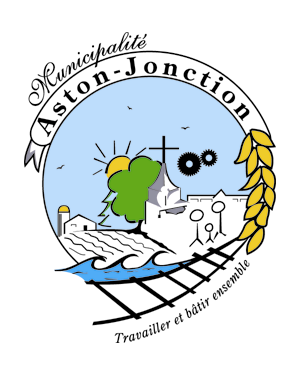 Municipalité
Aston-Jonction
Travailler et bâtir ensemble